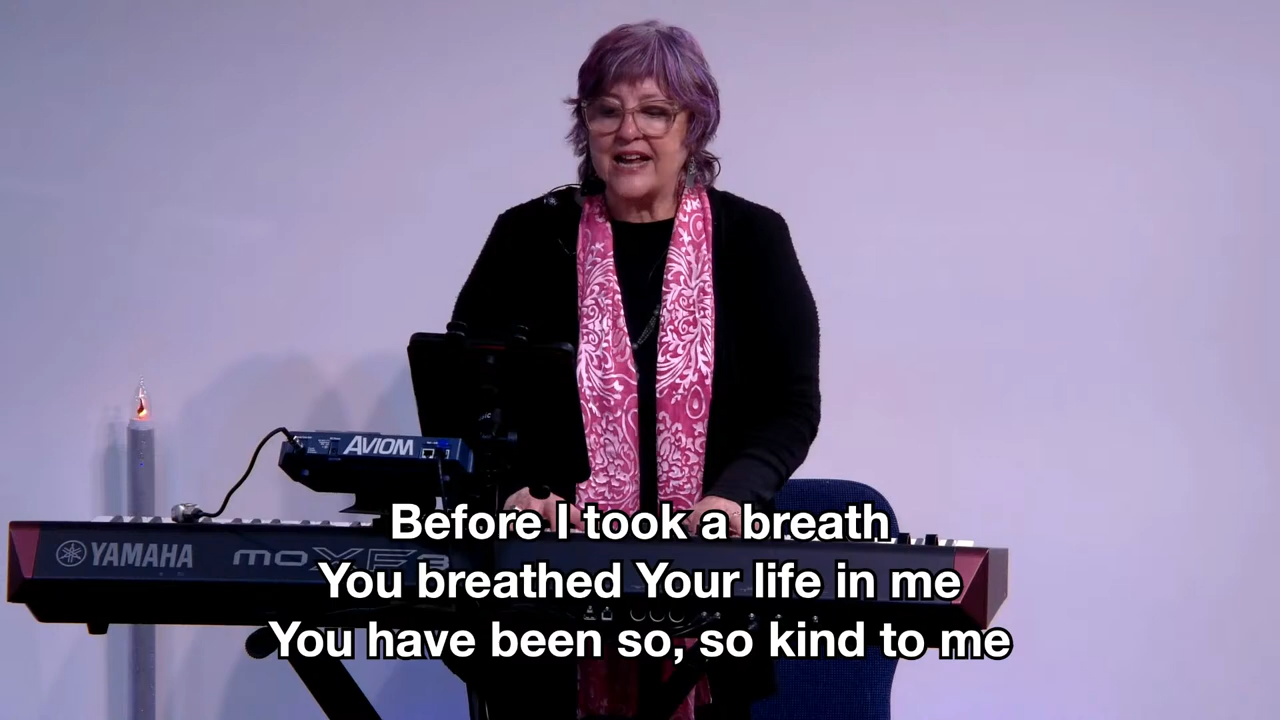 AVIOM
YAMAHA
moXF8
Before I took a breath
You breathed Your life in me
You have been so, so kind to me